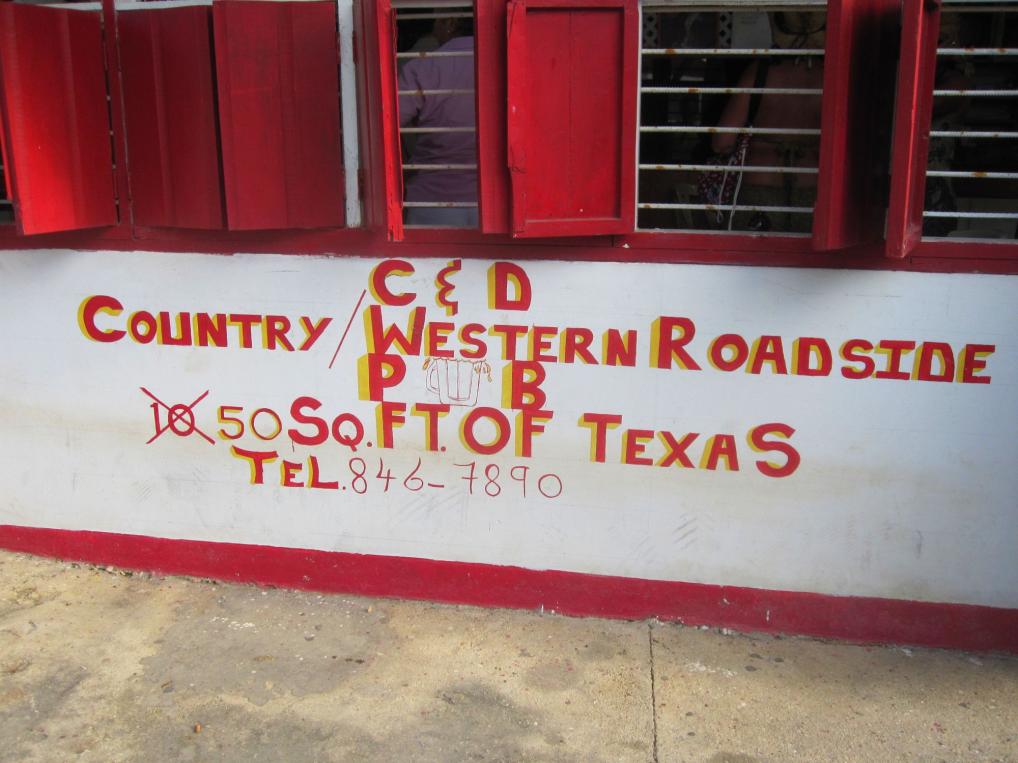 C & D
COUNTRY / WESTERN ROADSIDE
P B
10 50 SQ. FT. OF TEXAS
TEL. 846-7890